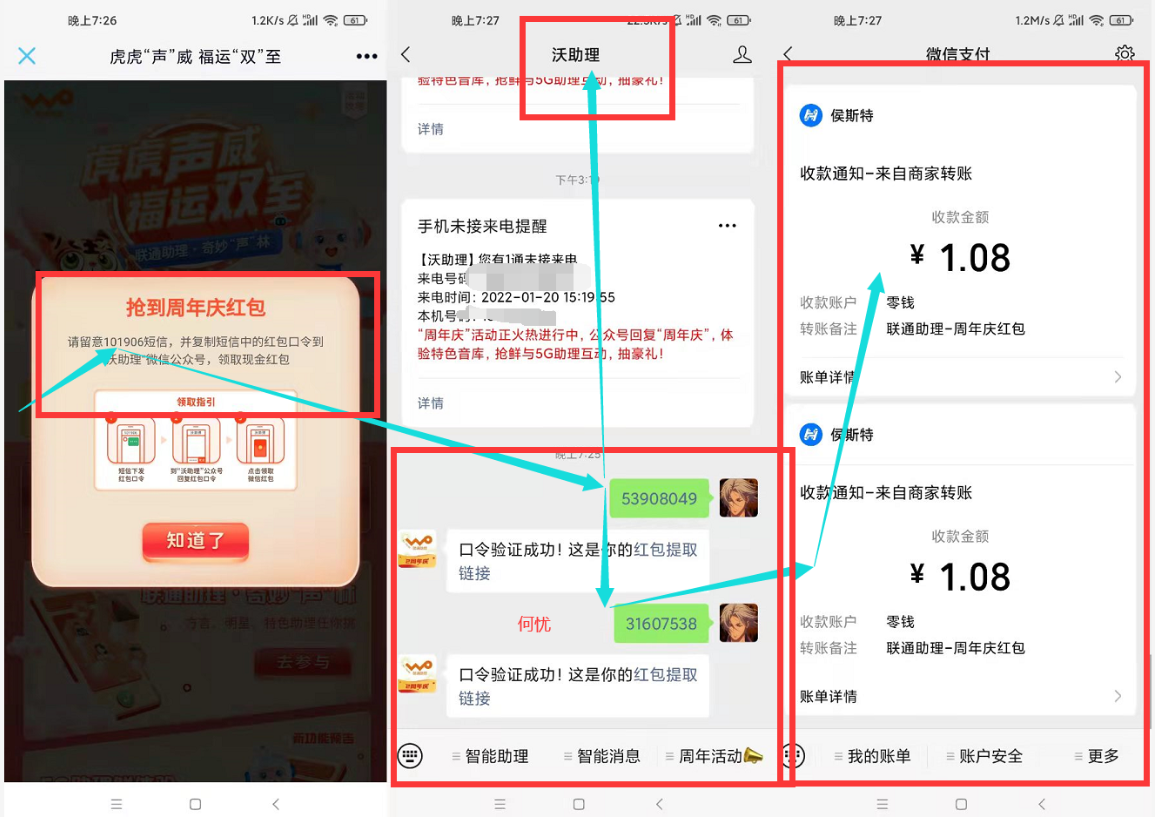 晚上7:26
1.2K/s
61
虎虎“声”威 福运“双”至
虎虎声威
福运双至
联通助理·奇妙“声”林
抢到周年庆红包
请留意101906短信，并复制短信中的红包口令到
沃助理”微信公众号，领取现金红包
领取指引
短信下发
红包口令
到“沃助理”公众号
回复红包口令
点击领取
微信红包
知道了
联通助理·奇妙“声”林
方言、明星、特色助理任你挑
去参与
晚上7:27
61
沃助理
验特色音库，抢鲜与5G助理互动，抽豪礼！
详情
下午3:19
手机未接来电提醒
【沃助理】您有1通未接来电
来电号码
来电时间：2022-01-20 15:19:55
本机号码：
“周年庆”活动正火热进行中，公众号回复“周年庆”，体
验特色音库，抢鲜与5G助理互动，抽豪礼！
详情
晚上7:25
53908049
口令验证成功！这是你的红包提取
链接
何忧
31607538
口令验证成功！这是你的红包提取
链接
智能助理
智能消息
周年活动
晚上7:27
1.2M/s
61
微信支付
侯斯特
收款通知-来自商家转账
收款金额
¥ 1.08
收款账户 零钱
转账备注 联通助理-周年庆红包
账单详情
侯斯特
收款通知-来自商家转账
收款金额
¥ 1.08
收款账户 零钱
转账备注 联通助理-周年庆红包
账单详情
我的账单
账户安全
更多